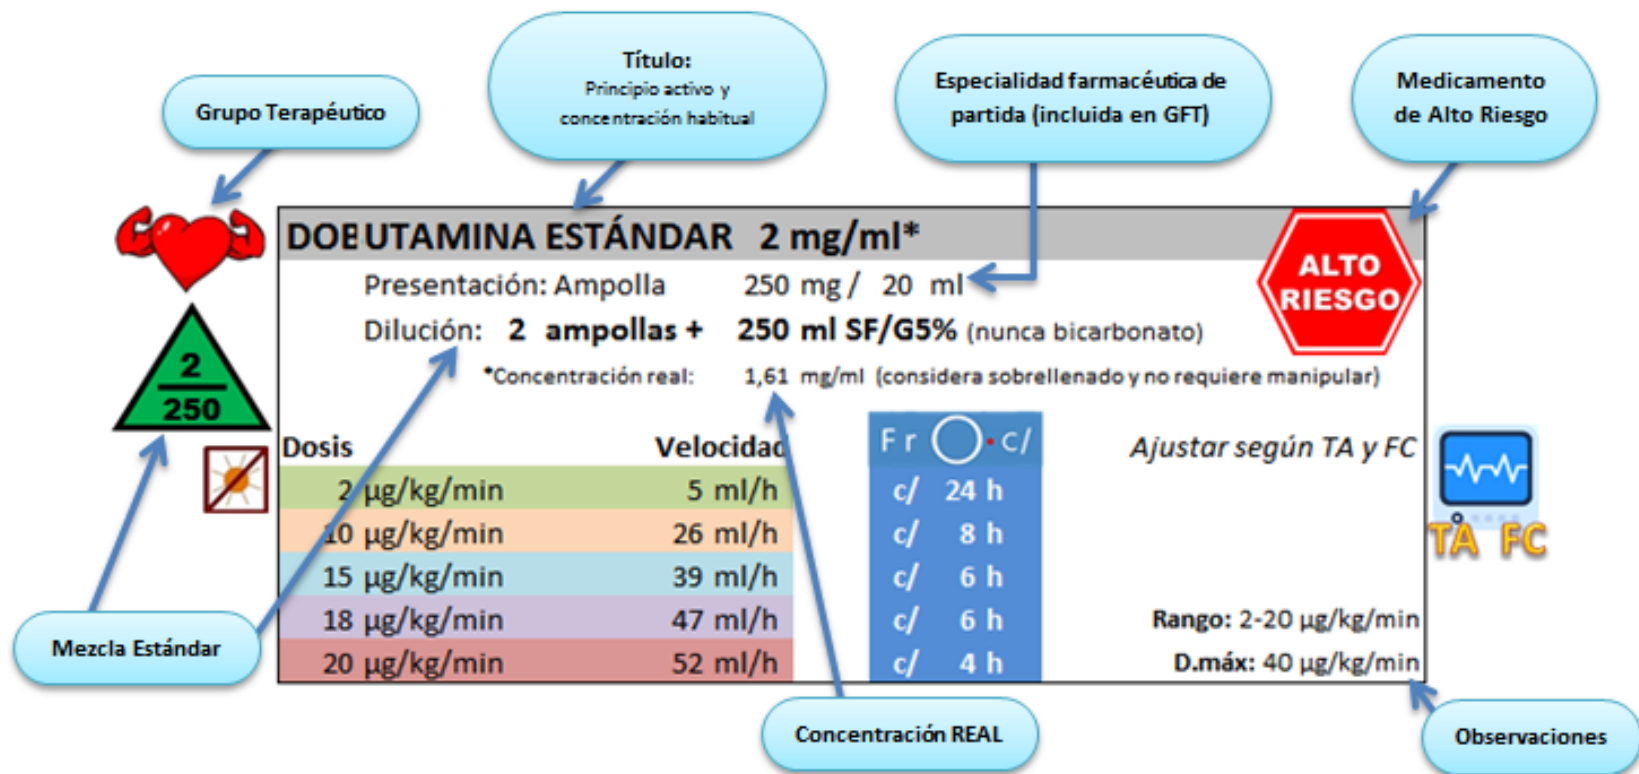 Título:
Principio activo y
concentración habitual
Especialidad farmacéutica de
partida (incluida en GFT)
Medicamento
de Alto Riesgo
Grupo Terapéutico
DOBUTAMINA ESTÁNDAR 2 mg/ml*
ALTO
RIESGO
Presentación: Ampolla 250 mg / 20 ml
Dilución: 2 ampollas + 250 ml SF/G5% (nunca bicarbonato)
*Concentración real: 1,61 mg/ml (considera sobrellenado y no requiere manipular)
2
250
Dosis Velocidad Fr c/ Ajustar según TA y FC
2 µg/kg/min 5 ml/h c/ 24 h
10 µg/kg/min 26 ml/h c/ 8 h
TA FC
15 µg/kg/min 39 ml/h c/ 6 h
18 µg/kg/min 47 ml/h c/ 6 h Rango: 2-20 µg/kg/min
20 µg/kg/min 52 ml/h c/ 4 h D.máx: 40 µg/kg/min
Mezcla Estándar
Concentración REAL
Observaciones